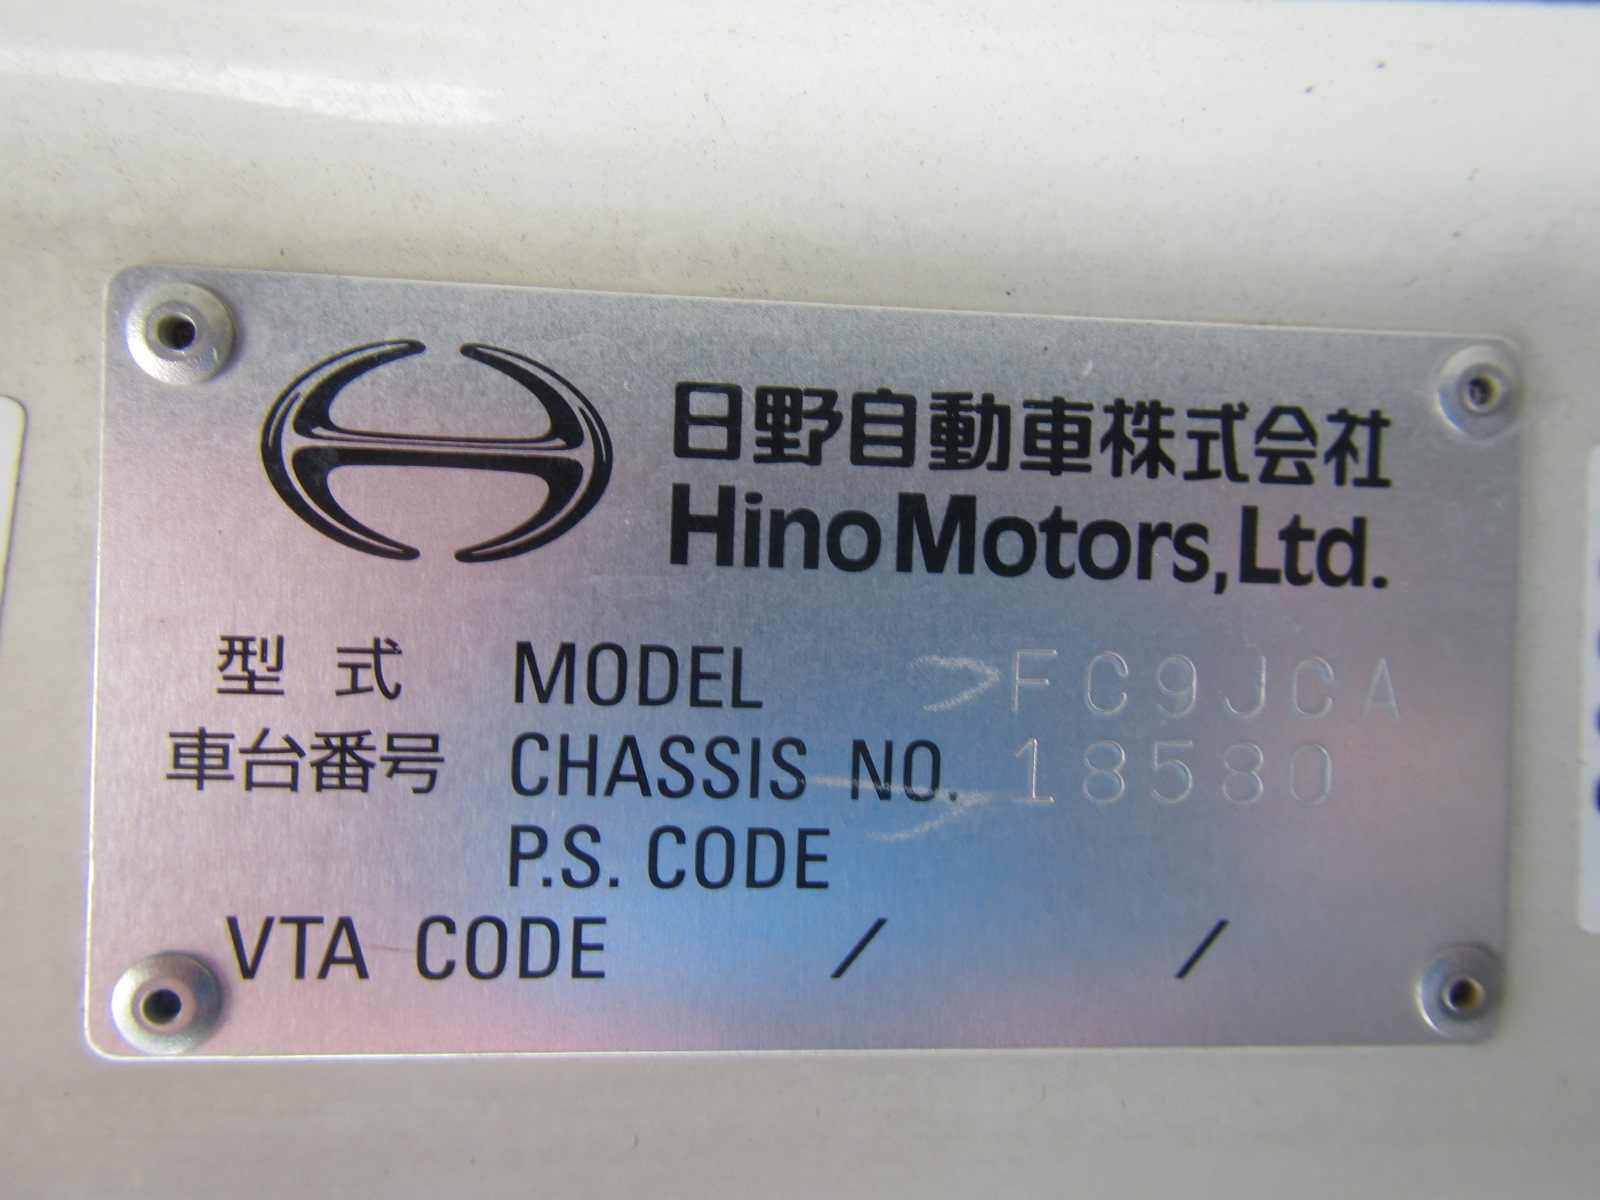 日野自動車株式会社
Hino Motors, Ltd.
型 式 MODEL FC9JCA
車台番号 CHASSIS NO. 18580
P.S. CODE
VTA CODE / /